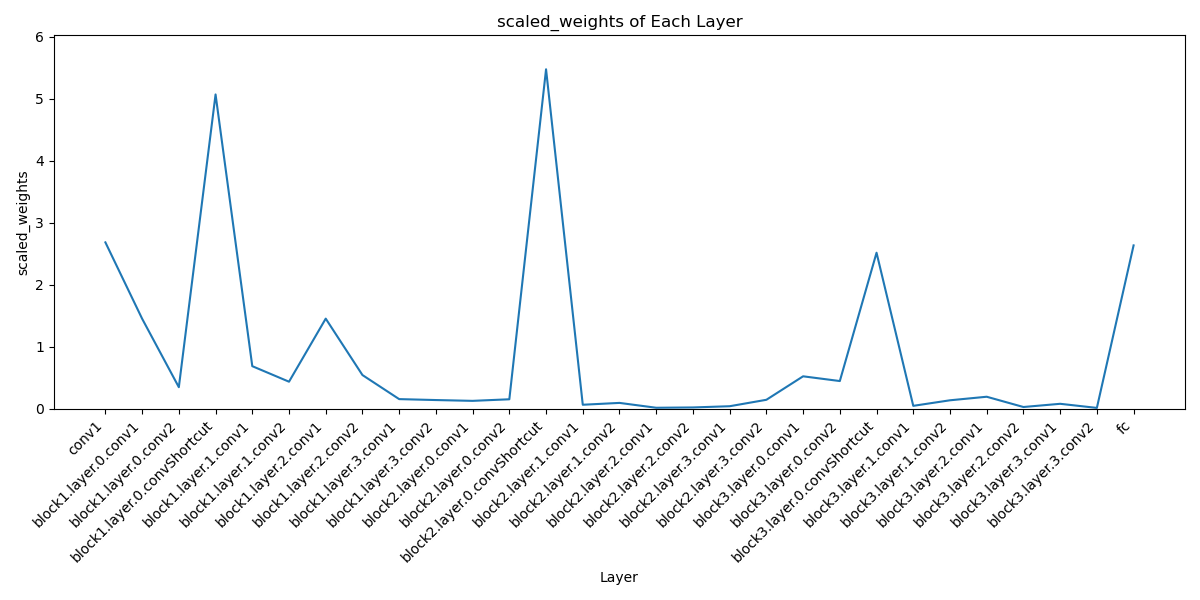 scaled_weights of Each Layer
6
5
4
3
2
1
0
scaled_weights
conv1
block1.layer.0.conv1
block1.layer.0.conv2
block1.layer.0.convShortcut
block1.layer.1.conv1
block1.layer.1.conv2
block1.layer.2.conv1
block1.layer.2.conv2
block1.layer.3.conv1
block1.layer.3.conv2
block2.layer.0.conv1
block2.layer.0.conv2
block2.layer.0.convShortcut
block2.layer.1.conv1
block2.layer.1.conv2
block2.layer.2.conv1
block2.layer.2.conv2
block2.layer.3.conv1
block2.layer.3.conv2
block3.layer.0.conv1
block3.layer.0.conv2
block3.layer.0.convShortcut
block3.layer.1.conv1
block3.layer.1.conv2
block3.layer.2.conv1
block3.layer.2.conv2
block3.layer.3.conv1
block3.layer.3.conv2
fc
Layer